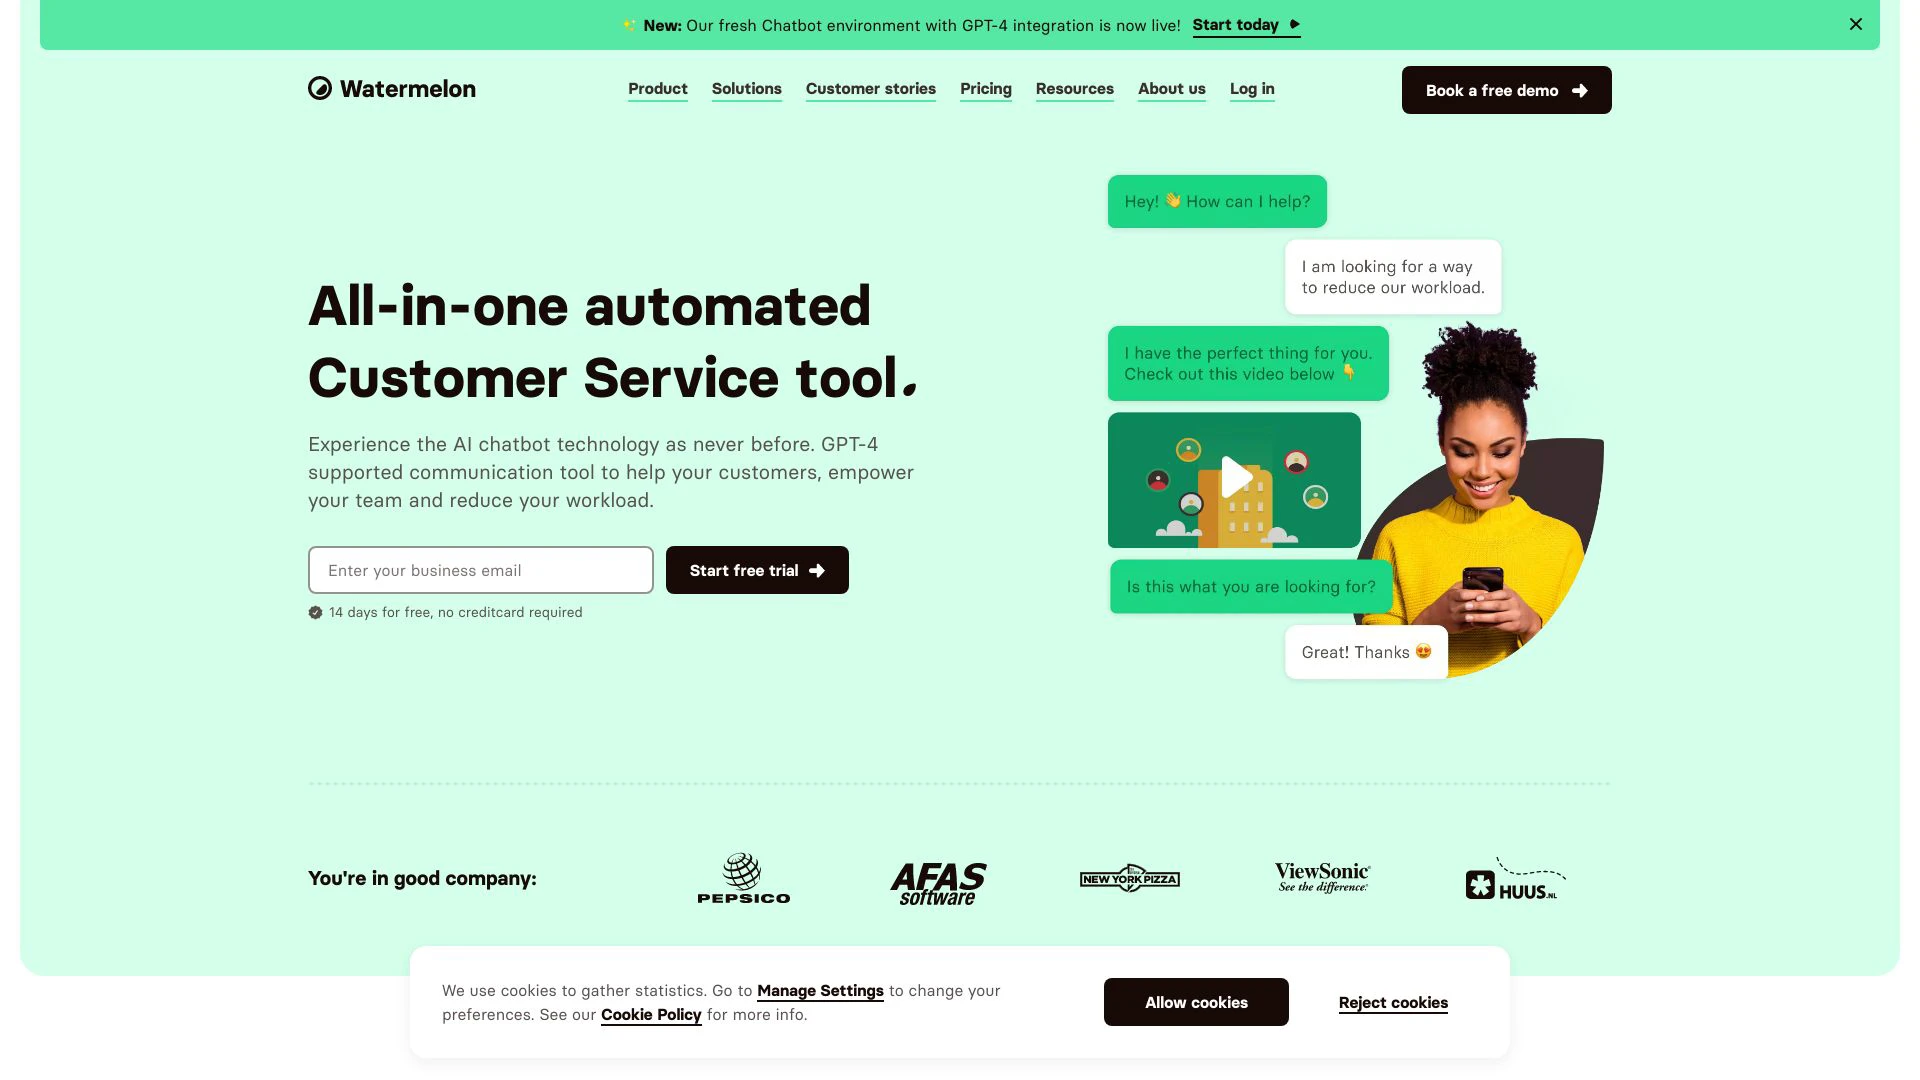 ✨ New: Our fresh Chatbot environment with GPT-4 integration is now live! Start today
Watermelon
Product Solutions Customer stories Pricing Resources About us Log in
Book a free demo
Hey! 👋 How can I help?
I am looking for a way
to reduce our workload.
I have the perfect thing for you.
Check out this video below 👇
Is this what you are looking for?
Great! Thanks 😍
All-in-one automated
Customer Service tool.
Experience the AI chatbot technology as never before. GPT-4
supported communication tool to help your customers, empower
your team and reduce your workload.
Enter your business email
Start free trial
14 days for free, no creditcard required
You're in good company:
PEPSICO
AFAS
software
NEW YORK PIZZA
ViewSonic
See the difference.
HUUS.NL
We use cookies to gather statistics. Go to Manage Settings to change your
preferences. See our Cookie Policy for more info.
Allow cookies
Reject cookies